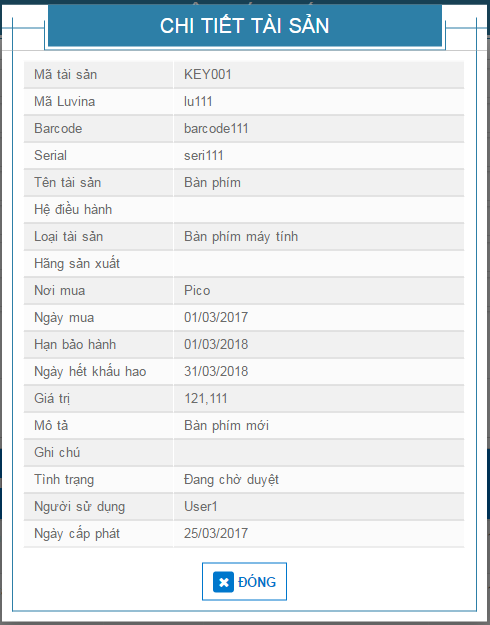 CHI TIẾT TÀI SẢN
Mã tài sản KEY001
Mã Luvina lu111
Barcode barcode111
Serial seri111
Tên tài sản Bàn phím
Hệ điều hành
Loại tài sản Bàn phím máy tính
Hãng sản xuất
Nơi mua Pico
Ngày mua 01/03/2017
Hạn bảo hành 01/03/2018
Ngày hết khấu hao 31/03/2018
Giá trị 121,111
Mô tả Bàn phím mới
Ghi chú
Tình trạng Đang chờ duyệt
Người sử dụng User1
Ngày cấp phát 25/03/2017
ĐÓNG